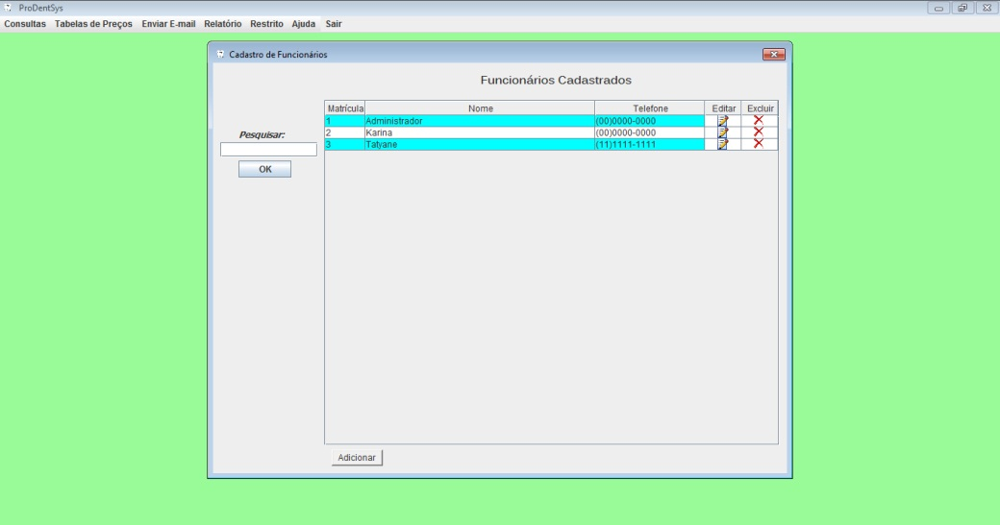 ProDentSys
Consultas Tabelas de Preços Enviar E-mail Relatório Restrito Ajuda Sair
Cadastro de Funcionários
Funcionários Cadastrados
Pesquisar:
OK
Matrícula Nome Telefone Editar Excluir
1 Administrador (00)0000-0000
2 Karina (00)0000-0000
3 Tatyane (11)1111-1111
Adicionar